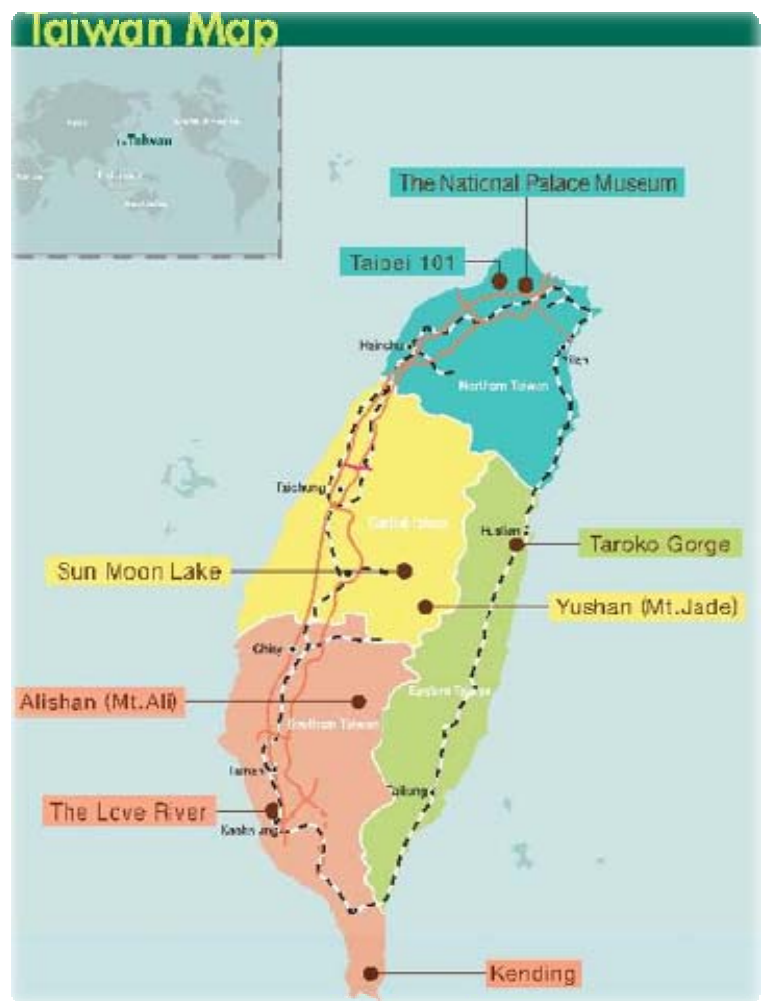 Taiwan Map
Taiwan
The National Palace Museum
Taipei 101
Hsinchu
Ilan
Northern Taiwan
Taichung
Central Taiwan
Hualien
Taroko Gorge
Sun Moon Lake
Yushan (Mt.Jade)
Alishan (Mt.Ali)
Eastern Taiwan
Southern Taiwan
Tainan
Taitung
The Love River
Kaohsiung
Kending